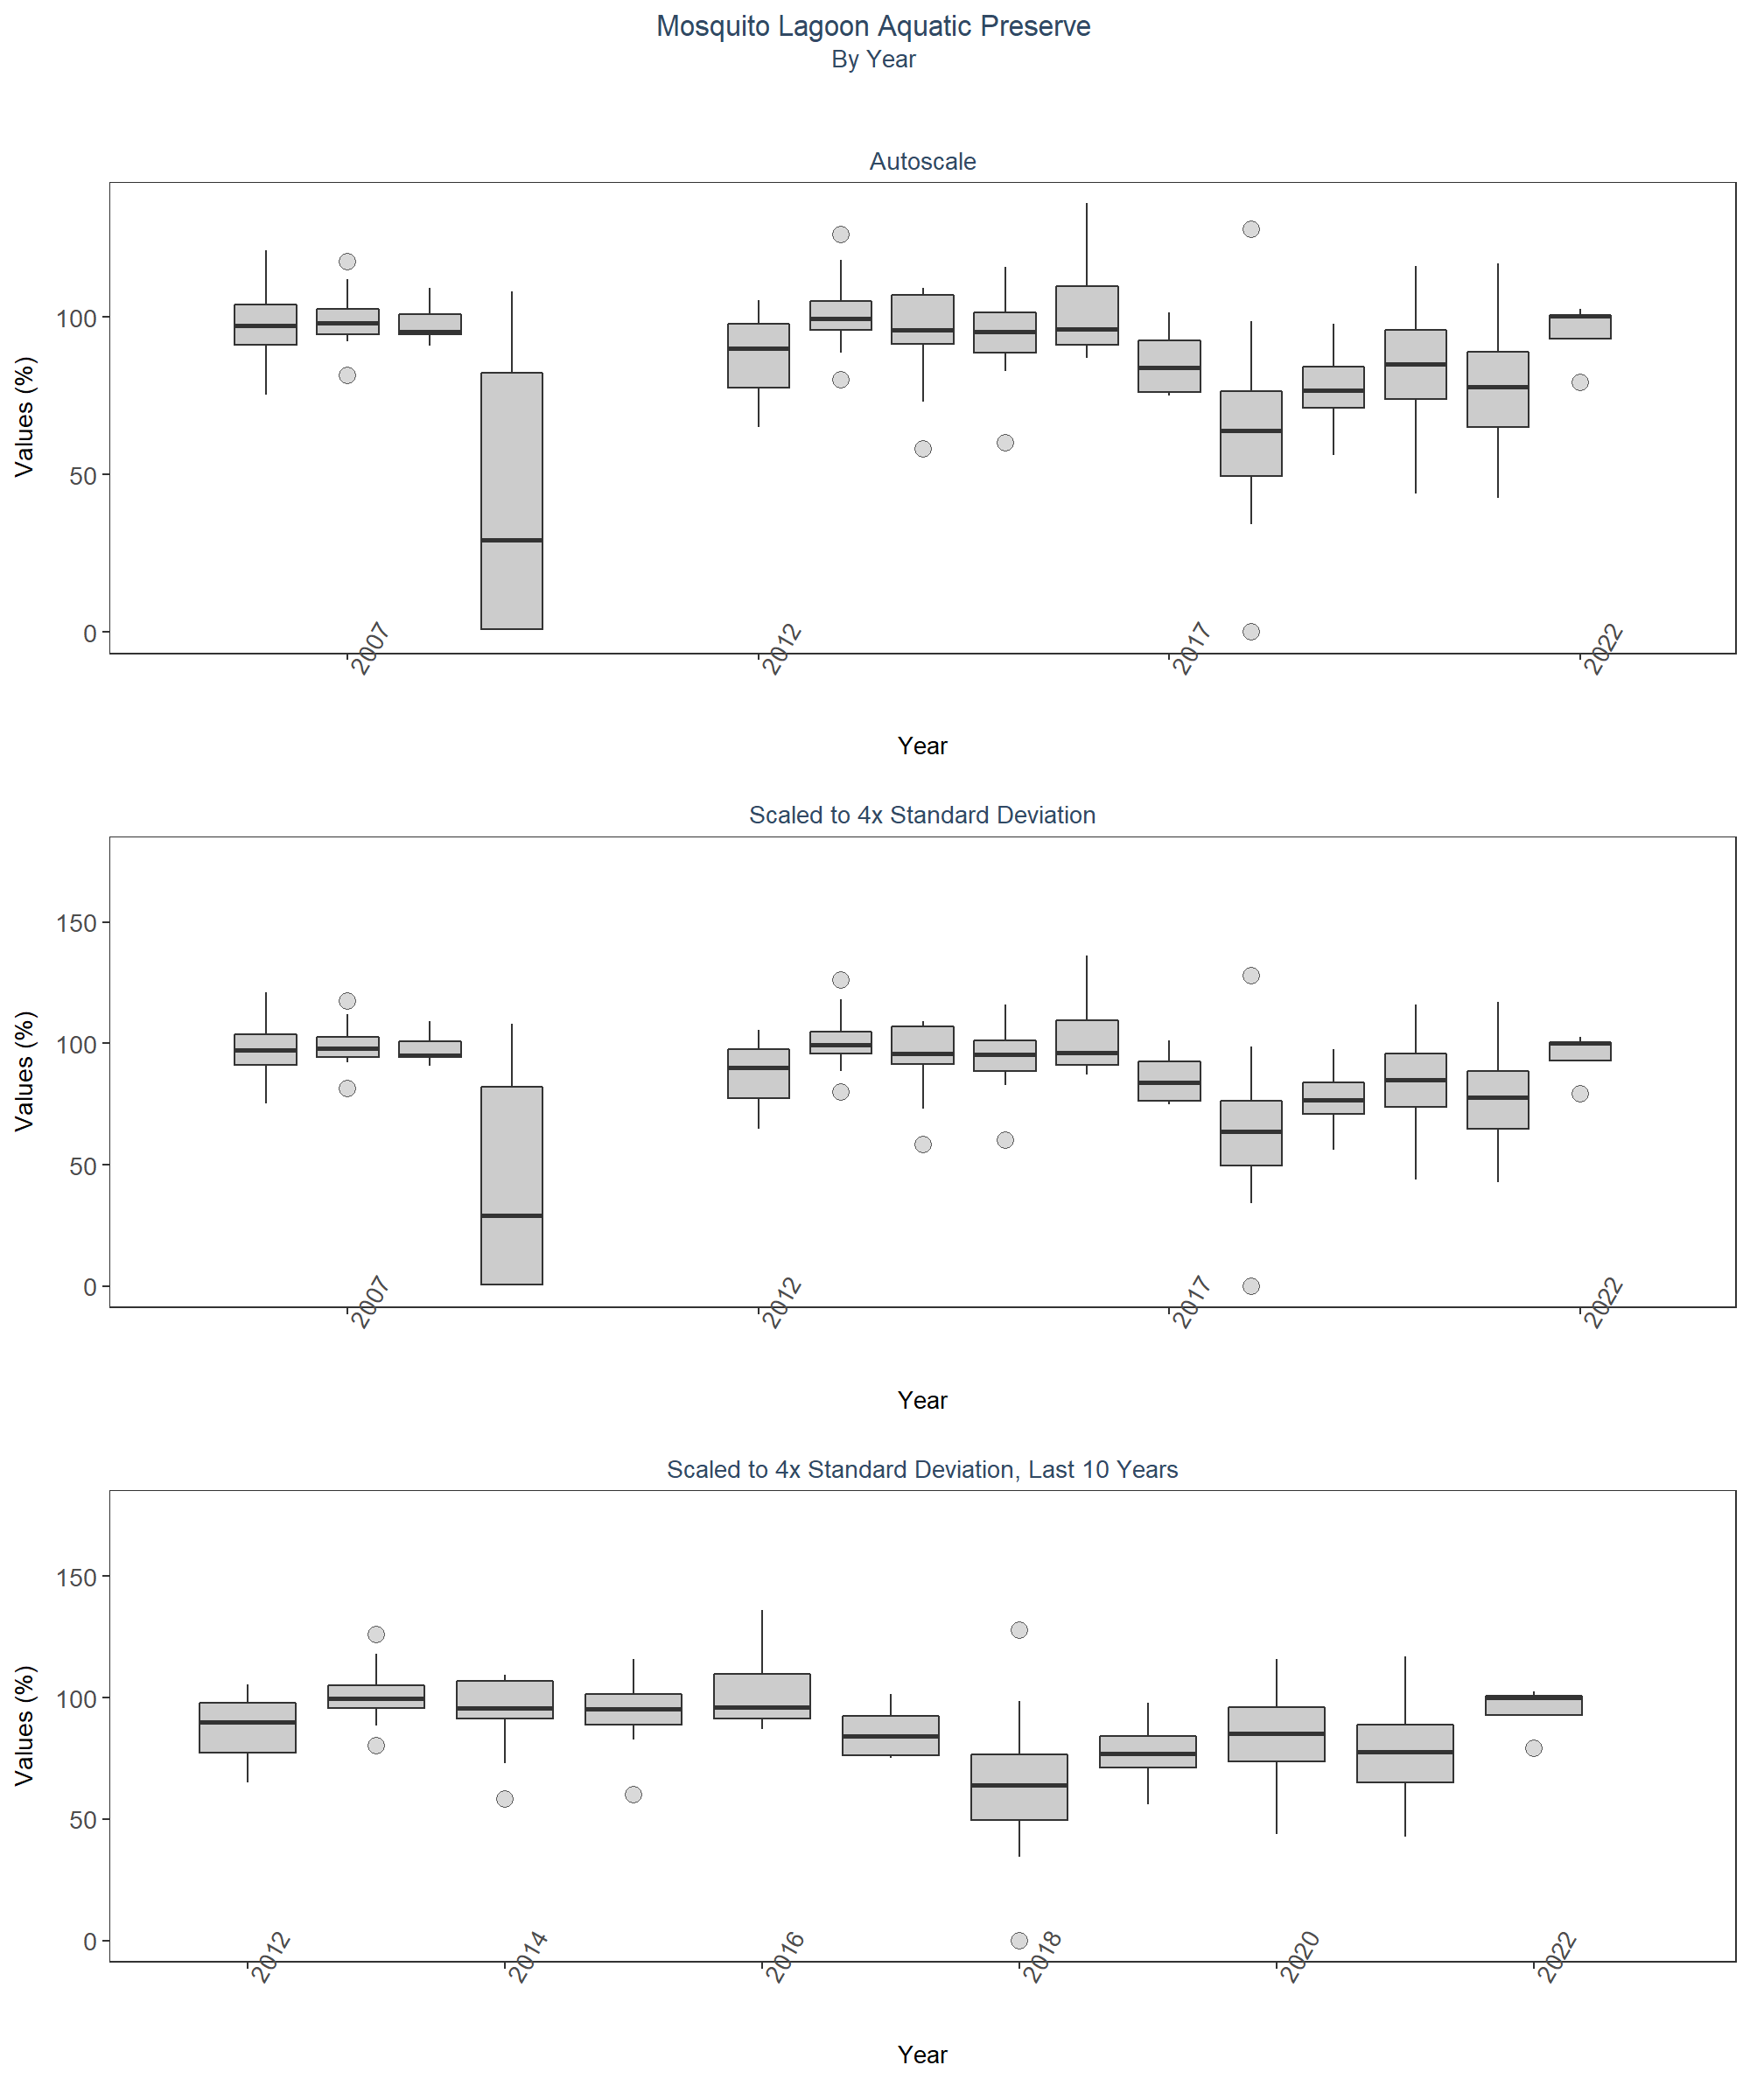 Mosquito Lagoon Aquatic Preserve
By Year
Autoscale
Values (%)
100
50
0
2007
2012
2017
2022
Year
Scaled to 4x Standard Deviation
Values (%)
150
100
50
0
2007
2012
2017
2022
Year
Scaled to 4x Standard Deviation, Last 10 Years
Values (%)
150
100
50
0
2012
2014
2016
2018
2020
2022
Year